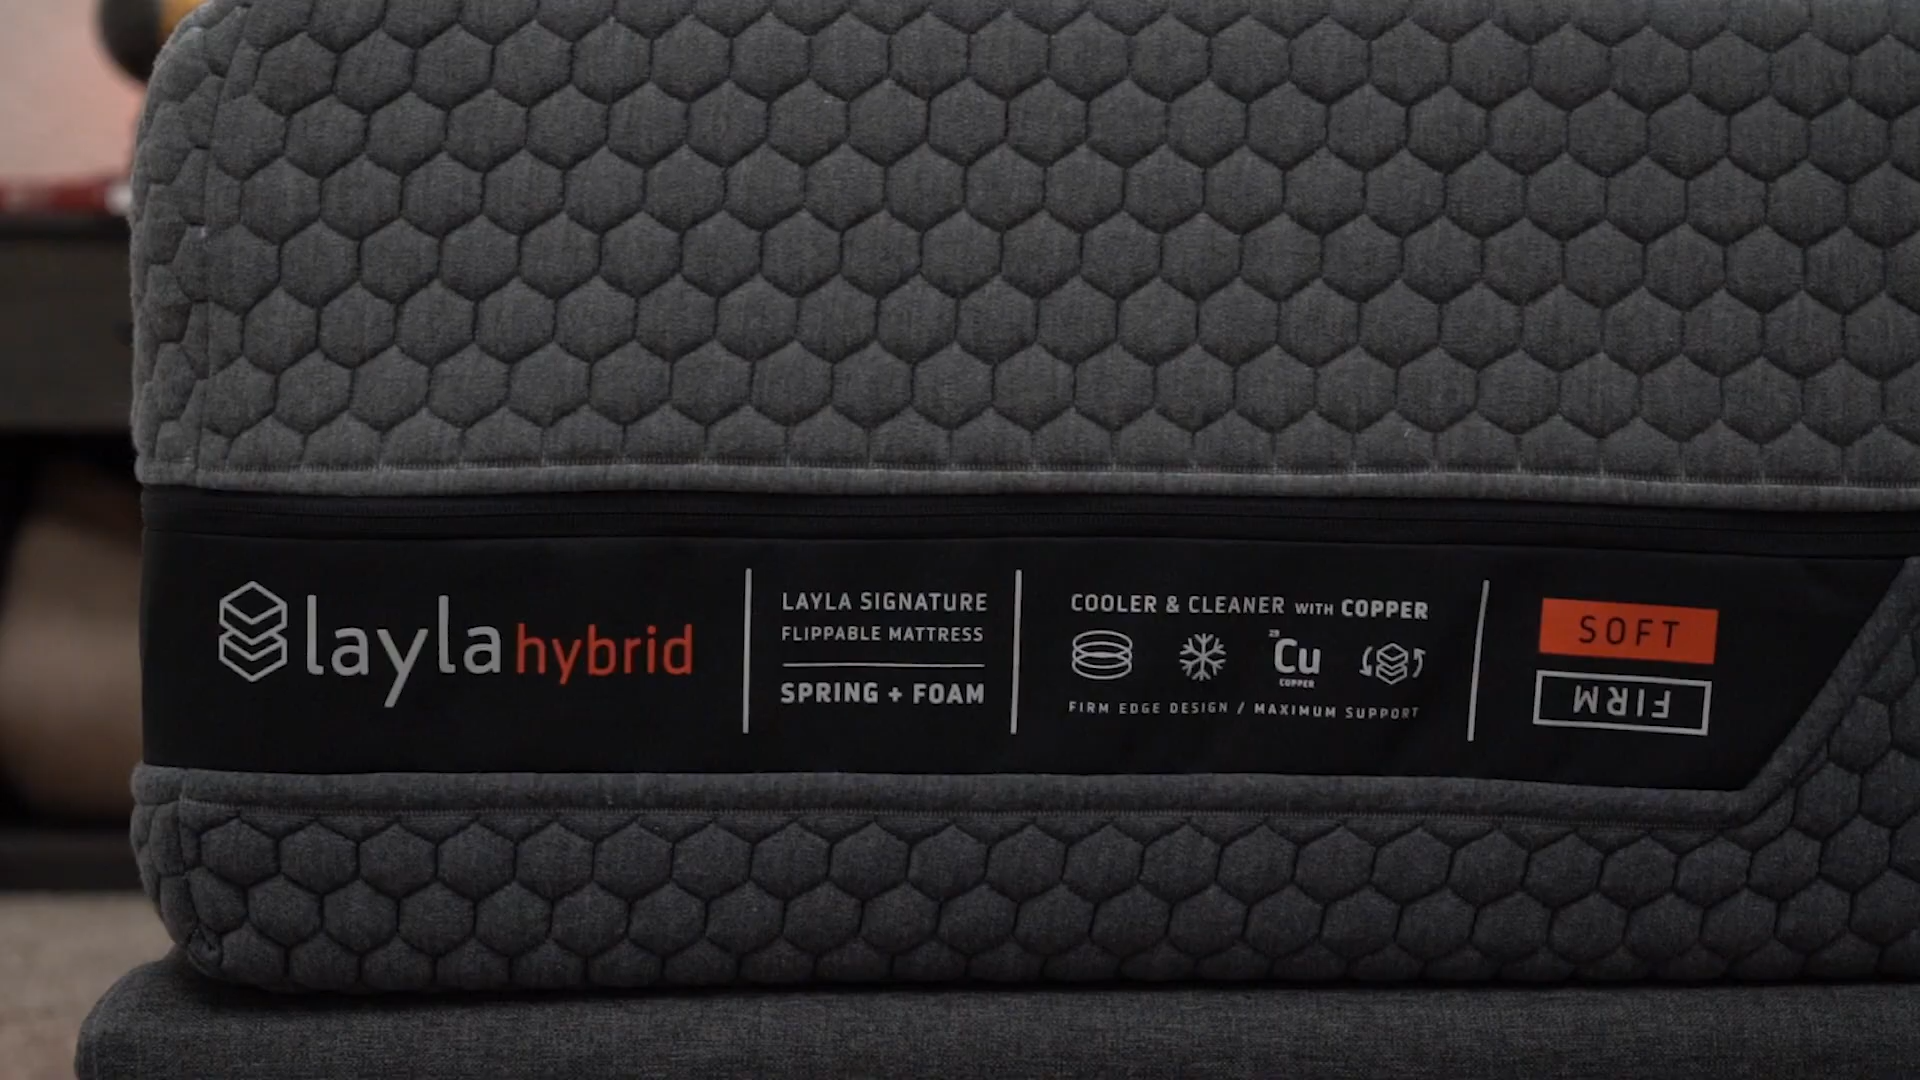 layla hybrid
LAYLA SIGNATURE
FLIPPABLE MATTRESS
SPRING + FOAM
COOLER & CLEANER WITH COPPER
29
Cu
COPPER
FIRM EDGE DESIGN / MAXIMUM SUPPORT
SOFT
FIRM